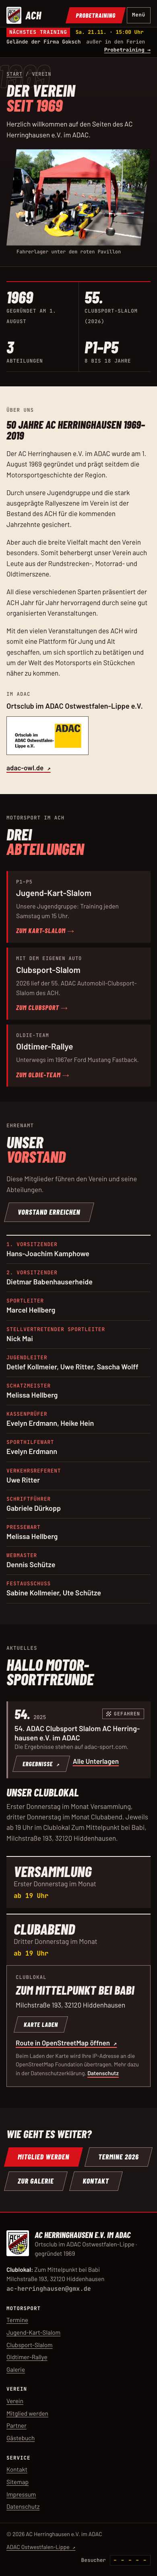 ACH
PROBETRAINING
Menü
NÄCHSTES TRAINING
Sa. 21.11. · 15:00 Uhr
Gelände der Firma Goksch außer in den Ferien
Probetraining →
START / VEREIN
DER VEREIN
SEIT 1969
Herzlich willkommen auf den Seiten des AC
Herringhausen e.V. im ADAC.
Fahrerlager unter dem roten Pavillon
1969
GEGRÜNDET AM 1.
AUGUST
55.
CLUBSPORT-SLALOM
(2026)
3
ABTEILUNGEN
P1–P5
8 BIS 18 JAHRE
ÜBER UNS
50 JAHRE AC HERRINGHAUSEN 1969–
2019
Der AC Herringhausen e.V. im ADAC wurde am 1.
August 1969 gegründet und prägt seitdem die
Motorsportgeschichte der Region.
Durch unsere Jugendgruppe und die einst
ausgetragene Rallyeserie im Verein ist der ACH
bekannt und stolz auf die kommenden
Jahrzehnte gesichert.
Aber auch die breite Vielfalt macht den Verein
besonders. Somit beherbergt unser Verein heute
Leute aus der Rundstrecken-, Motorrad- und
Oldtimerszene.
All diese verschiedenen Sparten präsentiert der
ACH Jahr für Jahr hervorragend durch seine gut
organisierten Veranstaltungen.
Mit den vielen Veranstaltungen des ACH wird
jedem Motorsportfan eine Plattform für Jung und
Alt geschaffen, um sich sportlich zu betätigen und
an der Welt des Motorsports ein Schüchen
näher zu kommen.
IM ADAC
Ortsclub im ADAC Ostwestfalen-Lippe e.V.
Ortsclub im
ADAC Ostwestfalen-
Lippe e.V.
ADAC
adac-owl.de ↗
MOTORSPORT IM ACH
DREI
ABTEILUNGEN
P1–P5
Jugend-Kart-Slalom
Unsere Jugendgruppe: Training jeden
Samstag um 15 Uhr.
ZUM KART-SLALOM →
MIT DEM EIGENEN AUTO
Clubsport-Slalom
2026 lief der 55. ADAC Automobil-Clubsport-
Slalom des ACH.
ZUM CLUBSPORT →
OLDIE-TEAM
Oldtimer-Rallye
Unterwegs im 1967er Ford Mustang Fastback.
ZUM OLDIE-TEAM →
EHRENAMT
UNSER
VORSTAND
Diese Mitglieder führen den Verein und seine
Abteilungen.
VORSTAND ERREICHEN
1. VORSITZENDER
Hans-Joachim Kamphowe
2. VORSITZENDER
Dietmar Babenhauserheide
SPORTLEITER
Marcel Hellberg
STELLVERTRETENDER SPORTLEITER
Nick Mai
JUGENDLEITER
Detlef Kollmeier, Uwe Ritter, Sascha Wolff
SCHATZMEISTER
Melissa Hellberg
KASSENPRÜFER
Evelyn Erdmann, Heike Hein
SPORTHILFENWART
Evelyn Erdmann
VERKEHRSREFERENT
Uwe Ritter
SCHRIFTFÜHRER
Gabriele Dürkopp
PRESSEWART
Melissa Hellberg
WEBMASTER
Dennis Schütze
FESTAUSSCHUSS
Sabine Kollmeier, Ute Schütze
AKTUELLES
HALLO MOTOR-
SPORTFREUNDE
54. 2025
GEFAHREN
54. ADAC Clubsport Slalom AC Herring-
hausen e.V. im ADAC
Die Ergebnisse stehen auf adac-sport.com.
ERGEBNISSE ↗
Alle Unterlagen
UNSER CLUBLOKAL
Erster Donnerstag im Monat Versammlung,
dritter Donnerstag im Monat Clubabend. Jeweils
ab 19 Uhr im Clublokal Zum Mittelpunkt bei Babi,
Milchstraße 193, 32120 Hiddenhausen.
VERSAMMLUNG
Erster Donnerstag im Monat
ab 19 Uhr
CLUBABEND
Dritter Donnerstag im Monat
ab 19 Uhr
CLUBLOKAL
ZUM MITTELPUNKT BEI BABI
Milchstraße 193, 32120 Hiddenhausen
KARTE LADEN
Route in OpenStreetMap öffnen ↗
Beim Laden der Karte wird Ihre IP-Adresse an die
OpenStreetMap Foundation übertragen. Mehr dazu
in der Datenschutzerklärung. Datenschutz
WIE GEHT ES WEITER?
MITGLIED WERDEN
TERMINE 2026
ZUR GALERIE
KONTAKT
AC HERRINGHAUSEN E.V. IM ADAC
Ortsclub im ADAC Ostwestfalen-Lippe ·
gegründet 1969
Clublokal: Zum Mittelpunkt bei Babi
Milchstraße 193, 32120 Hiddenhausen
ac-herringhausen@gmx.de
MOTORSPORT
Termine
Jugend-Kart-Slalom
Clubsport-Slalom
Oldtimer-Rallye
Galerie
VEREIN
Verein
Mitglied werden
Partner
Gästebuch
SERVICE
Kontakt
Sitemap
Impressum
Datenschutz
© 2026 AC Herringhausen e.V. im ADAC
ADAC Ostwestfalen-Lippe ↗
Besucher – – – – –